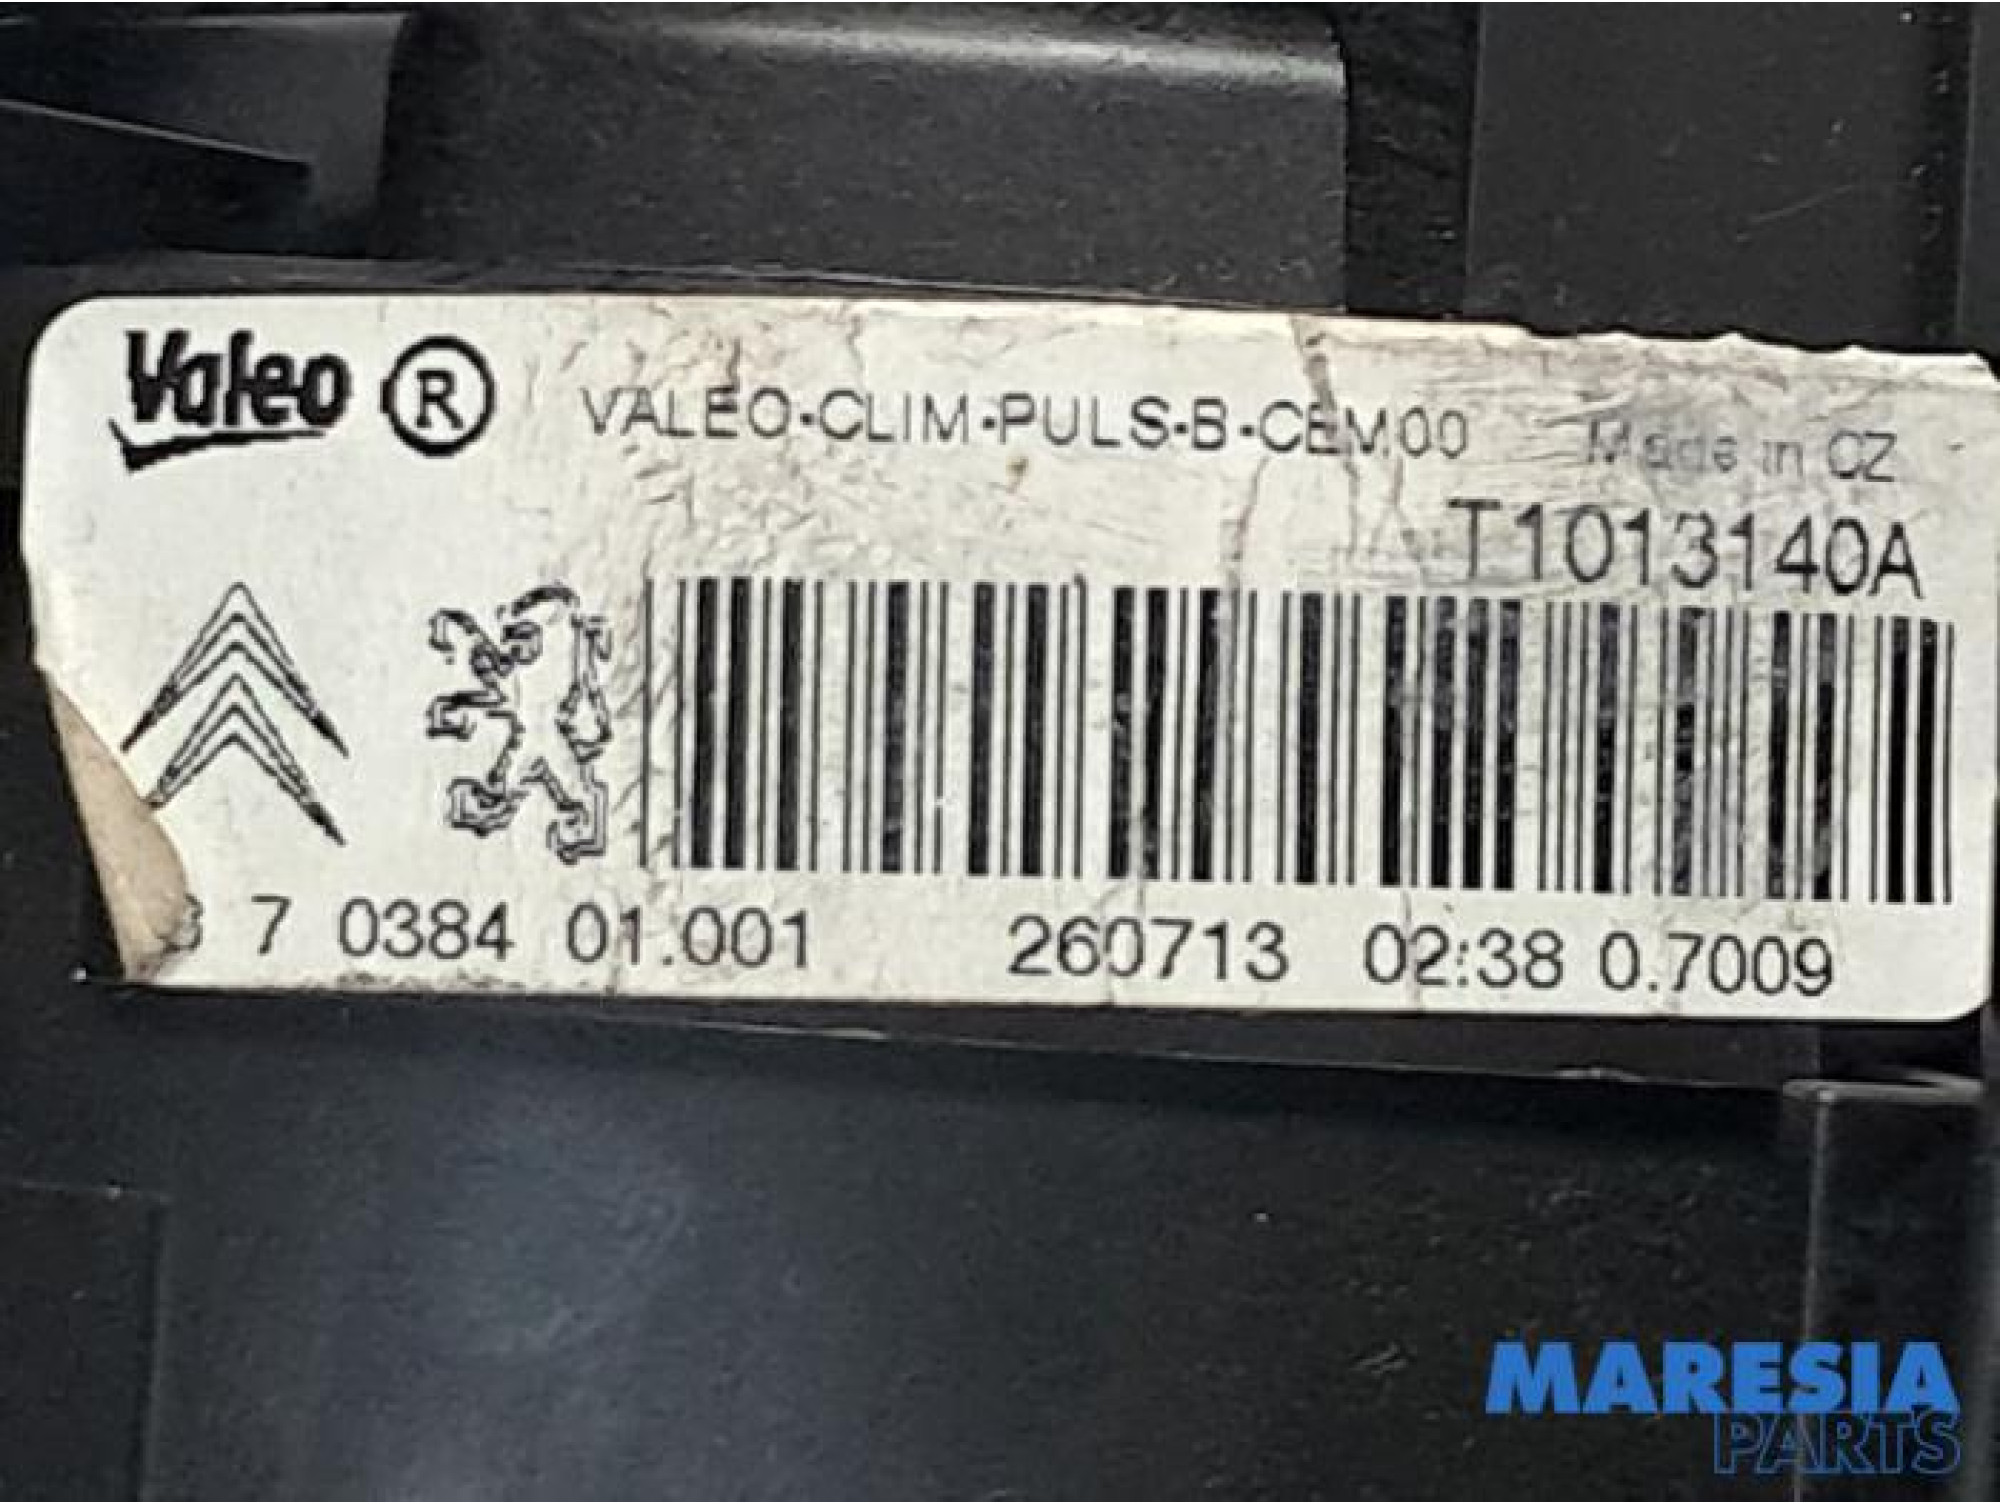 Valeo ® VALEO-CLIM-PULS-B-CEM00 Made in CZ
T1013140A
7 0384 01.001 260713 02:38 0.7009
MARESIA
PARTS